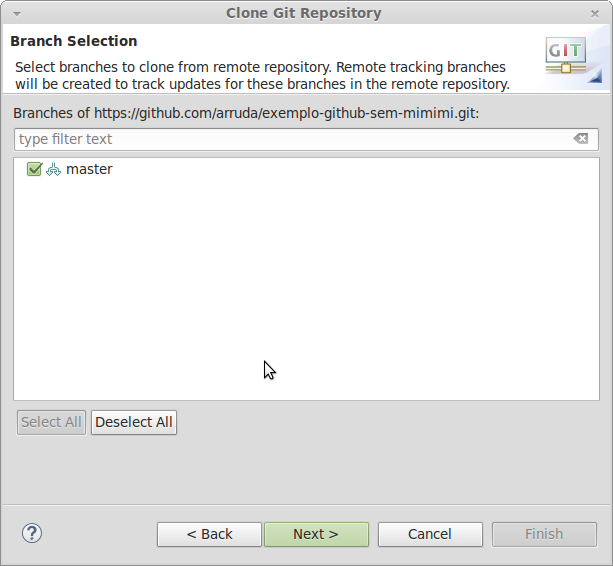 Clone Git Repository
Branch Selection
Select branches to clone from remote repository. Remote tracking branches
will be created to track updates for these branches in the remote repository.
GIT
Branches of https://github.com/arruda/exemplo-github-sem-mimimi.git:
type filter text
master
Select All Deselect All
? < Back Next > Cancel Finish